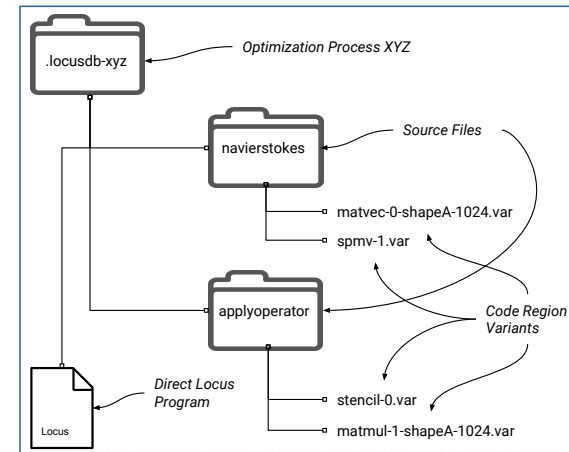 .locusdb-xyz
Optimization Process XYZ
navierstokes
Source Files
matvec-0-shapeA-1024.var
spmv-1.var
applyoperator
Code Region
Variants
Direct Locus
Program
Locus
stencil-0.var
matmul-1-shapeA-1024.var